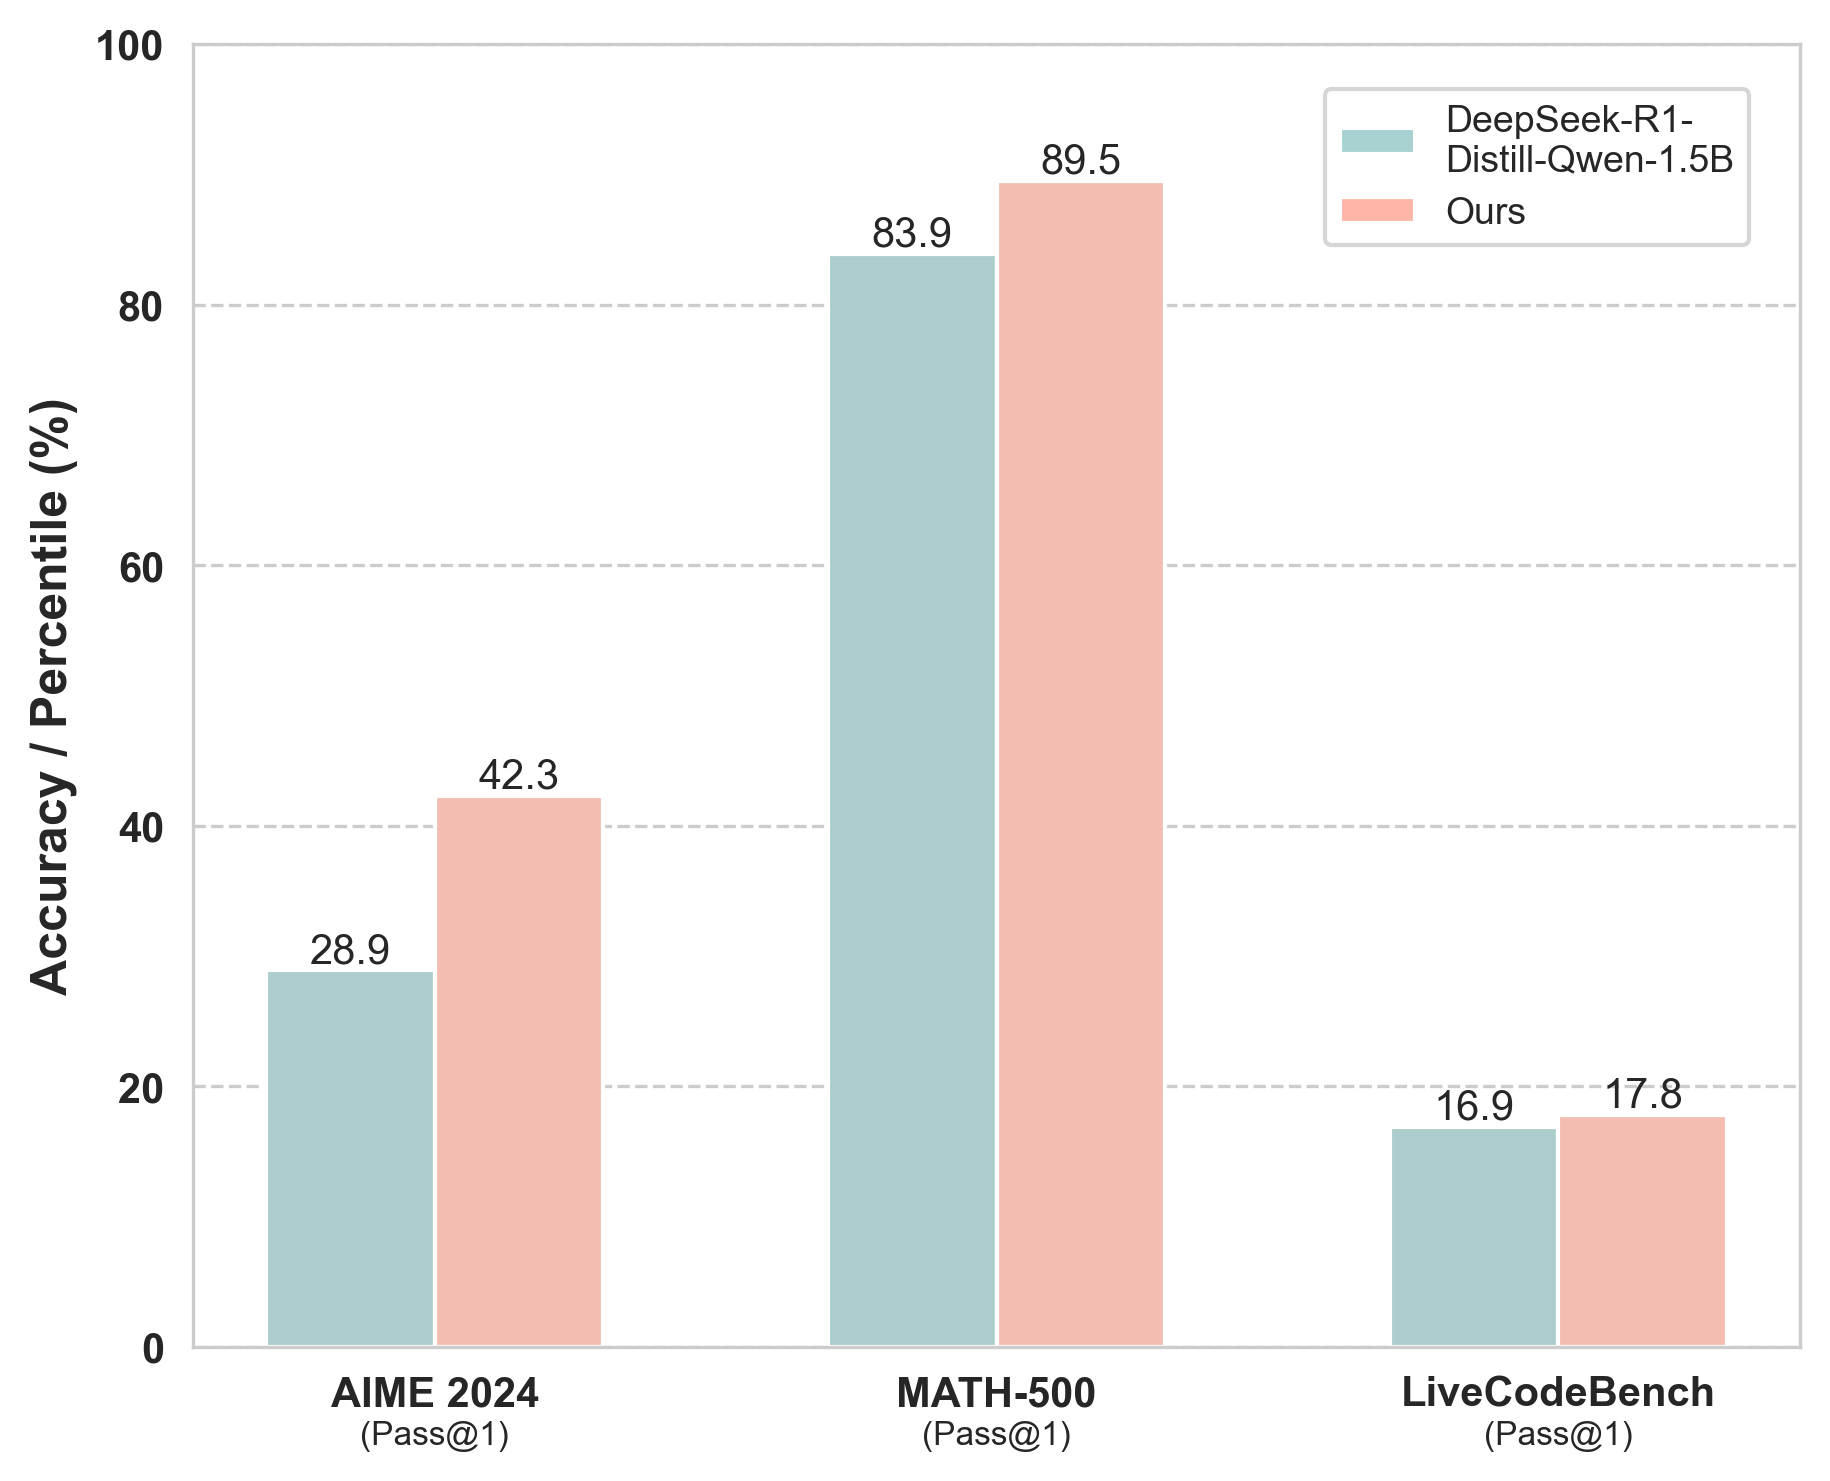 100
80
60
40
20
0
Accuracy / Percentile (%)
DeepSeek-R1-
Distill-Qwen-1.5B
Ours
28.9
42.3
83.9
89.5
16.9
17.8
AIME 2024
(Pass@1)
MATH-500
(Pass@1)
LiveCodeBench
(Pass@1)